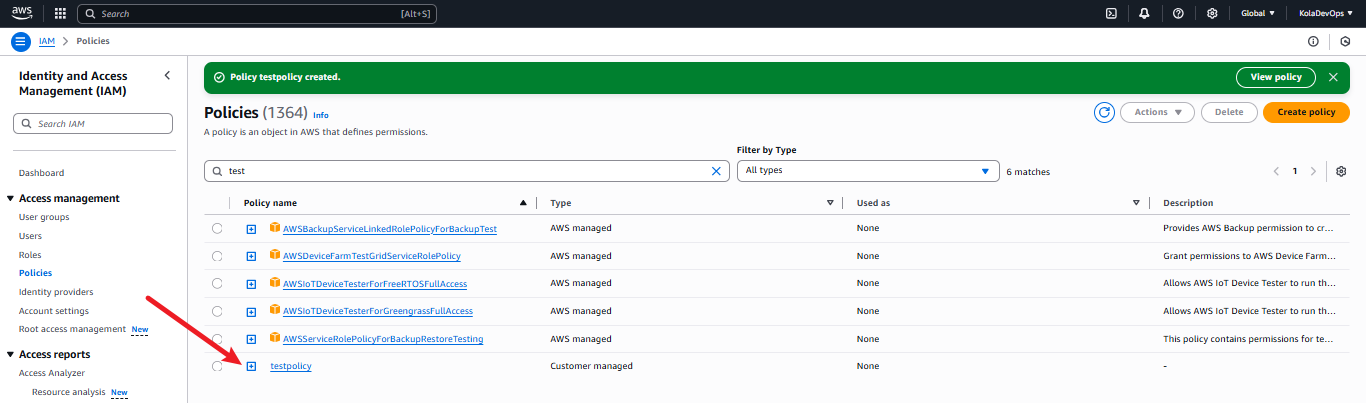 aws Search [Alt+S] Global ▼ KolaDevOps ▼
IAM > Policies
Identity and Access Management (IAM)
Search IAM
Dashboard
Access management
User groups
Users
Roles
Policies
Identity providers
Account settings
Root access management New
Access reports
Access Analyzer
Resource analysis New
Policy testpolicy created. View policy
Policies (1364) Info
A policy is an object in AWS that defines permissions.
Actions ▼ Delete Create policy
Filter by Type
test All types 6 matches < 1 >
Policy name Type Used as Description
AWSBackupServiceLinkedRolePolicyForBackupTest AWS managed None Provides AWS Backup permission to cr...
AWSDeviceFarmTestGridServiceRolePolicy AWS managed None Grant permissions to AWS Device Farm...
AWSIoTDeviceTesterForFreeRTOSFullAccess AWS managed None Allows AWS IoT Device Tester to run th...
AWSIoTDeviceTesterForGreengrassFullAccess AWS managed None Allows AWS IoT Device Tester to run th...
AWSServiceRolePolicyForBackupRestoreTesting AWS managed None This policy contains permissions for te...
testpolicy Customer managed None -